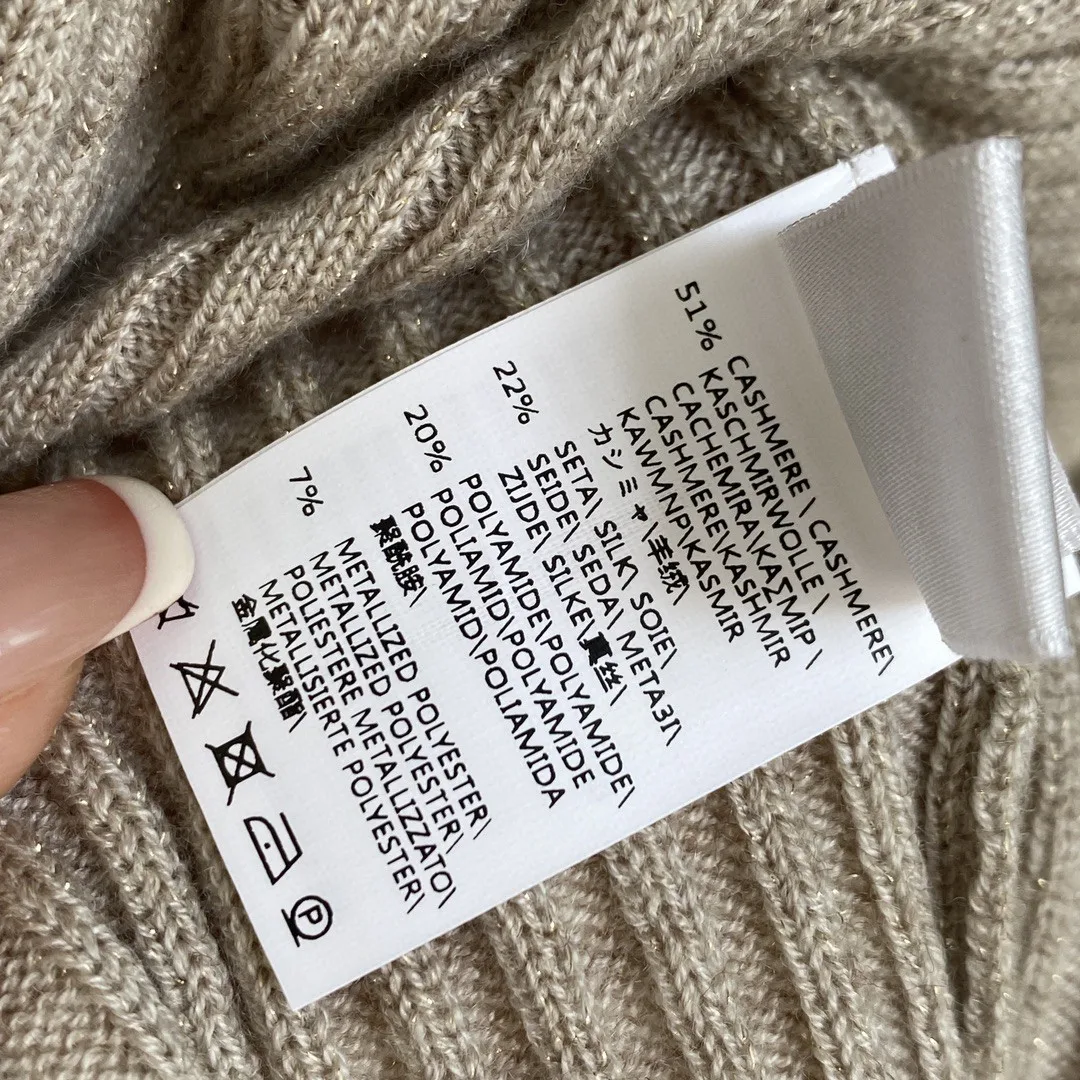 51% CASHMERE \ CASHMERE\
KASCHMIRWOLLE \
CACHEMIRA\ΚΑΣΜΙΡ \
CASHMERE\KASHMIR
KAWMNP\KASMIR
カシミヤ\羊绒\
22% SETA\ SILK\ SOIE\
SEIDE\ SEDA\ META3I\
ZIJDE\ SILKE\真丝\
20% POLYAMIDE\POLYAMIDE\
POLIAMID\POLYAMIDE
POLYAMID\POLIAMIDA
聚酰胺\
7% METALLIZED POLYESTER\
METALLIZED POLYESTER\
POLIESTERE METALLIZZATO\
METALLISIERTE POLYESTER\
金属化聚酯\
P